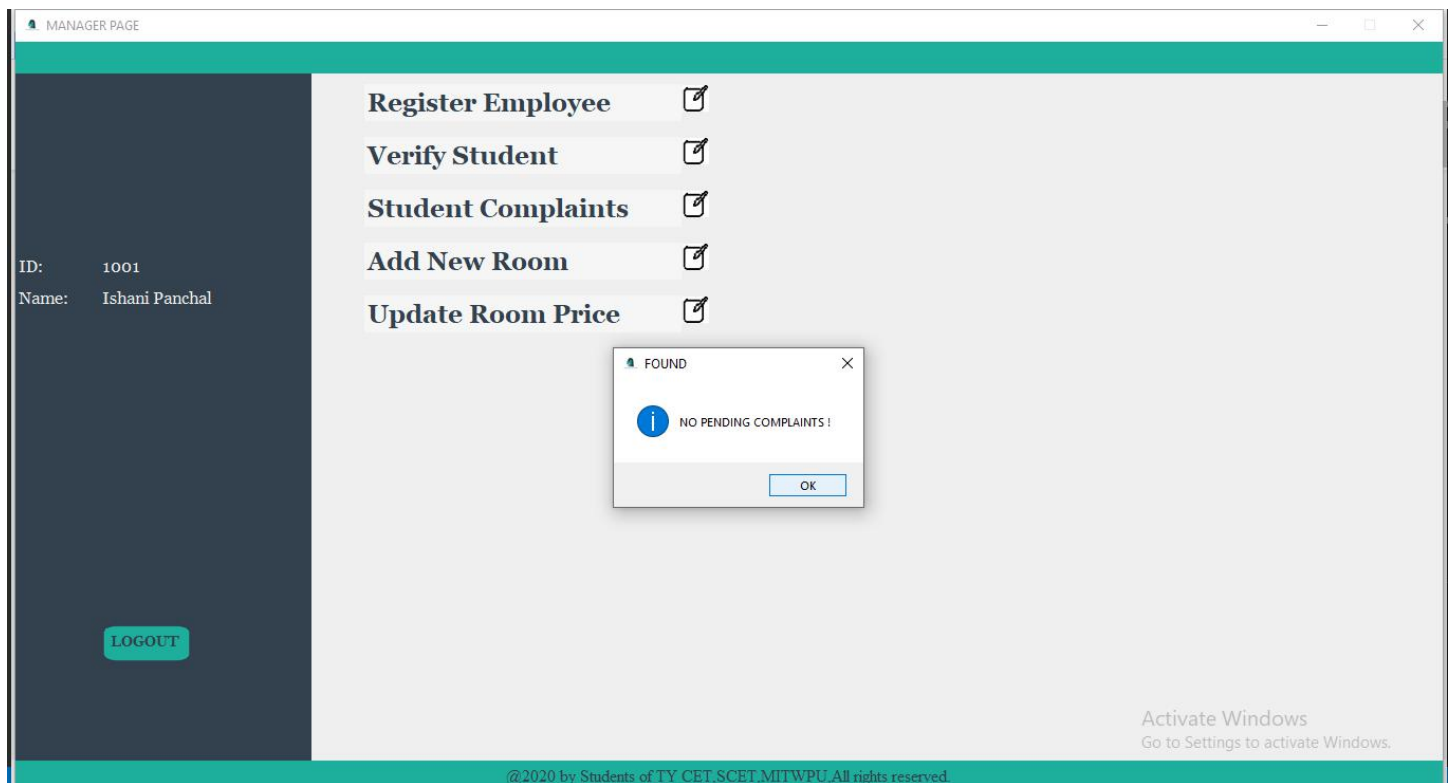 MANAGER PAGE
Register Employee
Verify Student
Student Complaints
Add New Room
Update Room Price
ID: 1001
Name: Ishani Panchal
LOGOUT
FOUND
NO PENDING COMPLAINTS !
OK
Activate Windows
Go to Settings to activate Windows.
@2020 by Students of TY CET,SCET,MITWPU,All rights reserved.